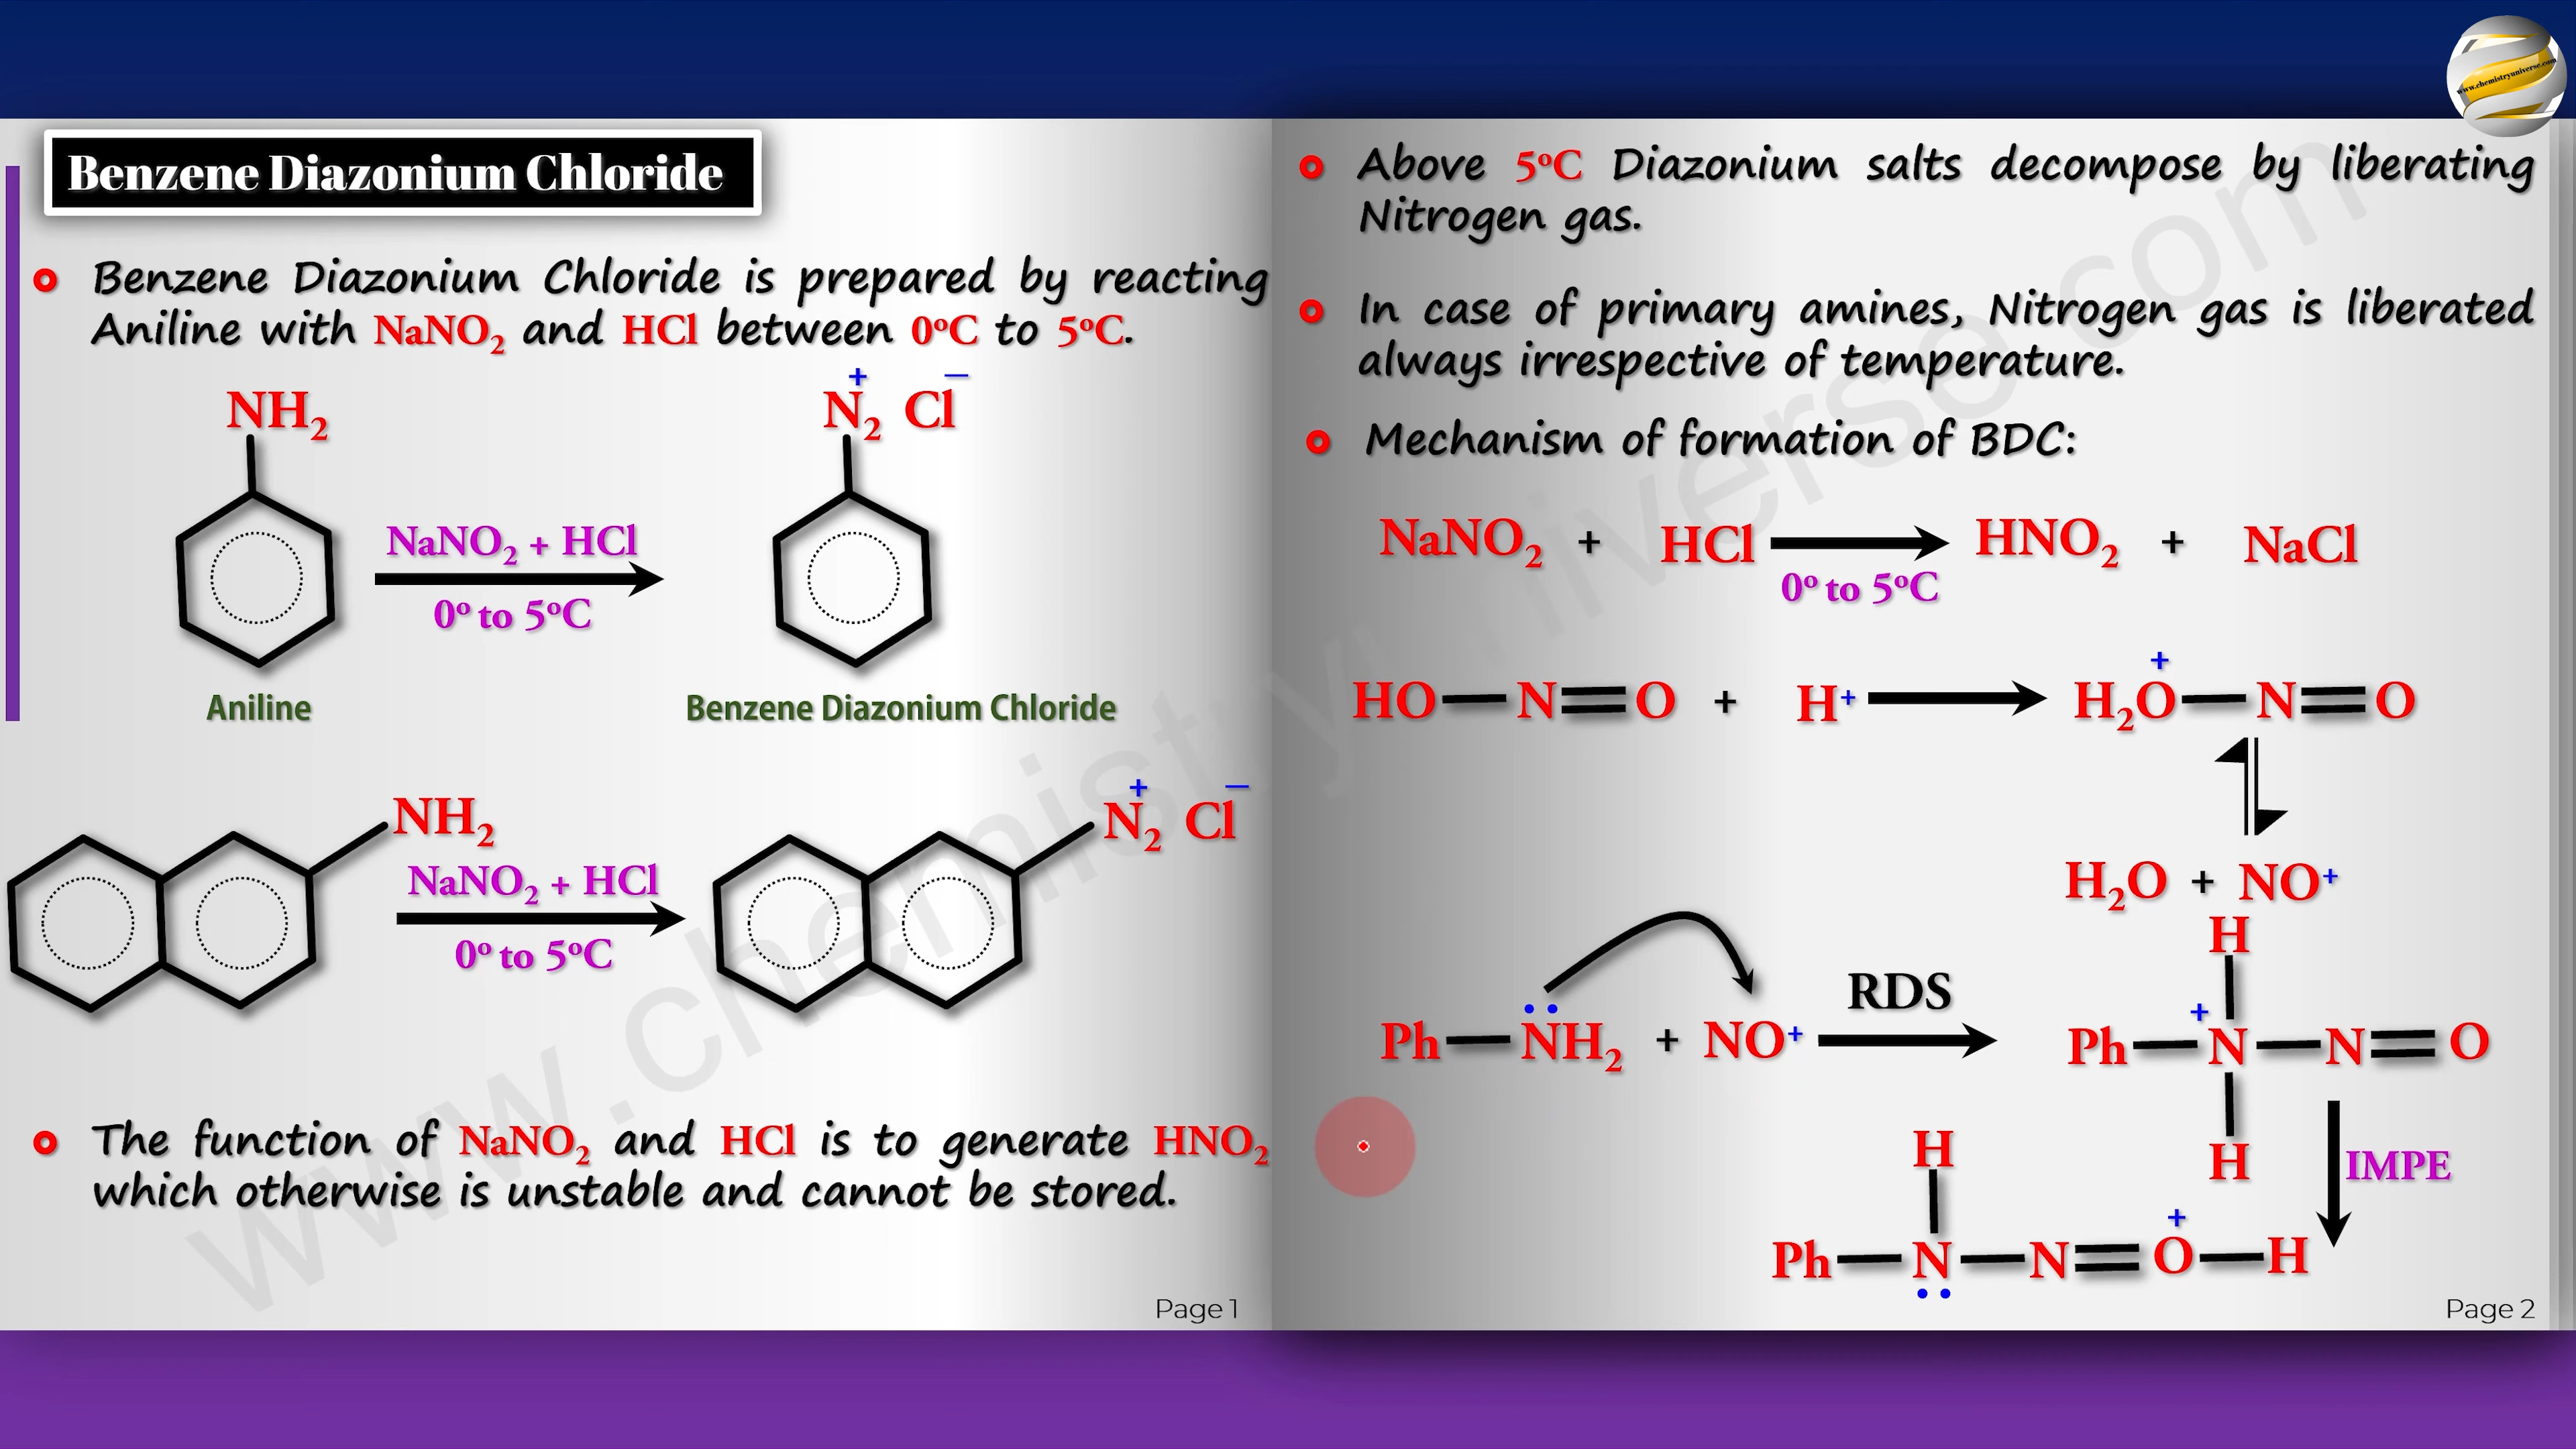 www.chemistryuniverse.com
Benzene Diazonium Chloride
Benzene Diazonium Chloride is prepared by reacting
Aniline with NaNO₂ and HCl between 0°C to 5°C.
NH₂
N₂⁺ Cl⁻
NaNO₂ + HCl
0° to 5°C
Aniline
Benzene Diazonium Chloride
NH₂
N₂⁺ Cl⁻
NaNO₂ + HCl
0° to 5°C
The function of NaNO₂ and HCl is to generate HNO₂
which otherwise is unstable and cannot be stored.
Page 1
Above 5°C Diazonium salts decompose by liberating
Nitrogen gas.
In case of primary amines, Nitrogen gas is liberated
always irrespective of temperature.
Mechanism of formation of BDC:
NaNO₂ + HCl HNO₂ + NaCl
0° to 5°C
+
HO N O + H⁺ H₂O N O
H₂O + NO⁺
H
RDS
+
Ph NH₂ + NO⁺ Ph N N O
H
IMPE
H
+
Ph N N O H
Page 2
www.chemistryuniverse.com